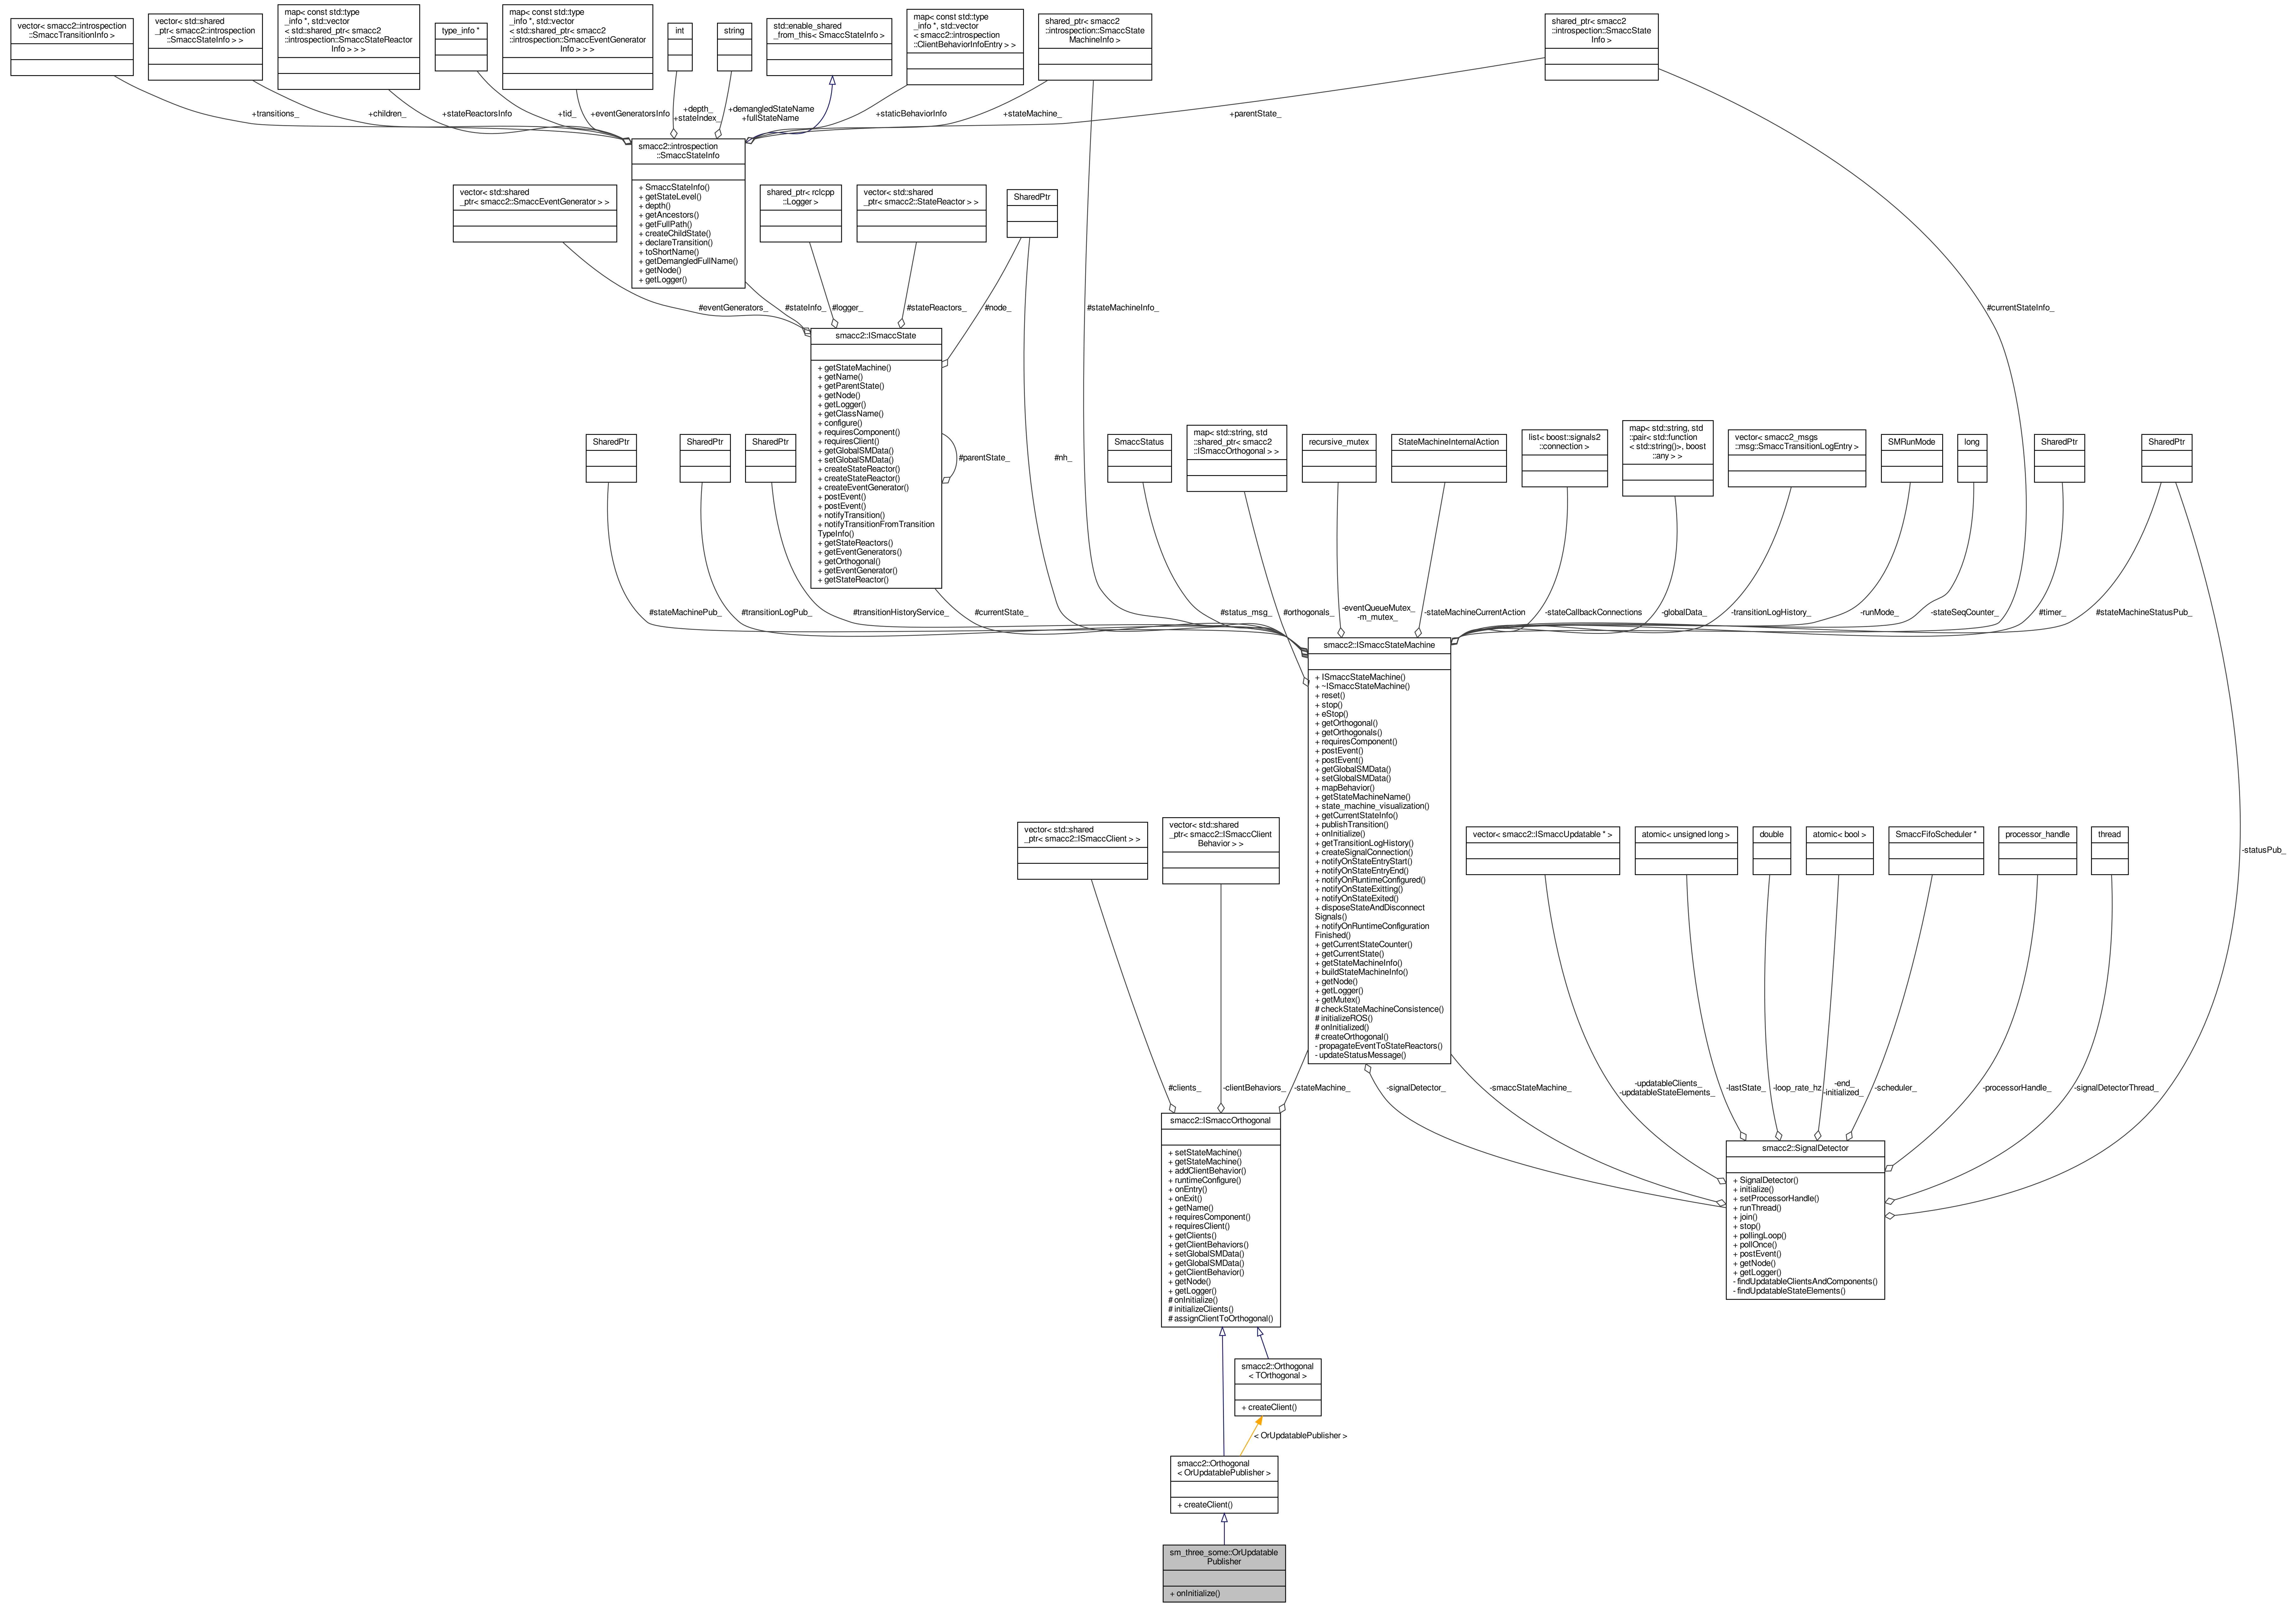 vector< smacc2::introspection
::SmaccTransitionInfo >
vector< std::shared
_ptr< smacc2::introspection
::SmaccStateInfo > >
map< const std::type
_info *, std::vector
< std::shared_ptr< smacc2
::introspection::SmaccStateReactor
Info > > >
type_info *
map< const std::type
_info *, std::vector
< std::shared_ptr< smacc2
::introspection::SmaccEventGenerator
Info > > >
int
string
std::enable_shared
_from_this< SmaccStateInfo >
map< const std::type
_info *, std::vector
< smacc2::introspection
::ClientBehaviorInfoEntry > >
shared_ptr< smacc2
::introspection::SmaccState
MachineInfo >
shared_ptr< smacc2
::introspection::SmaccState
Info >
+transitions_
+children_
+stateReactorsInfo
+tid_
+eventGeneratorsInfo
+depth_
+stateIndex_
+demangledStateName
+fullStateName
+staticBehaviorInfo
+stateMachine_
+parentState_
smacc2::introspection
::SmaccStateInfo
+ SmaccStateInfo()
+ getStateLevel()
+ depth()
+ getAncestors()
+ getFullPath()
+ createChildState()
+ declareTransition()
+ toShortName()
+ getDemangledFullName()
+ getNode()
+ getLogger()
vector< std::shared
_ptr< smacc2::SmaccEventGenerator > >
shared_ptr< rclcpp
::Logger >
vector< std::shared
_ptr< smacc2::StateReactor > >
SharedPtr
#eventGenerators_
#stateInfo_
#logger_
#stateReactors_
#node_
#stateMachineInfo_
#currentStateInfo_
smacc2::ISmaccState
+ getStateMachine()
+ getName()
+ getParentState()
+ getNode()
+ getLogger()
+ getClassName()
+ configure()
+ requiresComponent()
+ requiresClient()
+ getGlobalSMData()
+ setGlobalSMData()
+ createStateReactor()
+ createStateReactor()
+ createEventGenerator()
+ postEvent()
+ postEvent()
+ notifyTransition()
+ notifyTransitionFromTransition
TypeInfo()
+ getStateReactors()
+ getEventGenerators()
+ getOrthogonal()
+ getEventGenerator()
+ getStateReactor()
#parentState_
#nh_
SharedPtr
SharedPtr
SharedPtr
SmaccStatus
map< std::string, std
::shared_ptr< smacc2
::ISmaccOrthogonal > >
recursive_mutex
StateMachineInternalAction
list< boost::signals2
::connection >
map< std::string, std
::pair< std::function
< std::string()>, boost
::any > >
vector< smacc2_msgs
::msg::SmaccTransitionLogEntry >
SMRunMode
long
SharedPtr
SharedPtr
#stateMachinePub_
#transitionLogPub_
#transitionHistoryService_
#currentState_
#status_msg_
#orthogonals_
-eventQueueMutex_
-m_mutex_
-stateMachineCurrentAction
-stateCallbackConnections
-globalData_
-transitionLogHistory_
-runMode_
-stateSeqCounter_
#timer_
#stateMachineStatusPub_
smacc2::ISmaccStateMachine
+ ISmaccStateMachine()
+ ~ISmaccStateMachine()
+ reset()
+ stop()
+ eStop()
+ getOrthogonal()
+ getOrthogonals()
+ requiresComponent()
+ postEvent()
+ postEvent()
+ getGlobalSMData()
+ setGlobalSMData()
+ mapBehavior()
+ getStateMachineName()
+ state_machine_visualization()
+ getCurrentStateInfo()
+ publishTransition()
+ onInitialize()
+ getTransitionLogHistory()
+ createSignalConnection()
+ notifyOnStateEntryStart()
+ notifyOnStateEntryEnd()
+ notifyOnRuntimeConfigured()
+ notifyOnStateExitting()
+ notifyOnStateExited()
+ disposeStateAndDisconnect
Signals()
+ notifyOnRuntimeConfiguration
Finished()
+ getCurrentStateCounter()
+ getCurrentState()
+ getStateMachineInfo()
+ buildStateMachineInfo()
+ getNode()
+ getLogger()
+ getMutex()
# checkStateMachineConsistence()
# initializeROS()
# onInitialized()
# createOrthogonal()
- propagateEventToStateReactors()
- updateStatusMessage()
vector< std::shared
_ptr< smacc2::ISmaccClient > >
vector< std::shared
_ptr< smacc2::ISmaccClient
Behavior > >
vector< smacc2::ISmaccUpdatable * >
atomic< unsigned long >
double
atomic< bool >
SmaccFifoScheduler *
processor_handle
thread
-statusPub_
#clients_
-clientBehaviors_
-stateMachine_
-signalDetector_
-smaccStateMachine_
-updatableClients_
-updatableStateElements_
-lastState_
-loop_rate_hz
-end_
-initialized_
-scheduler_
-processorHandle_
-signalDetectorThread_
smacc2::ISmaccOrthogonal
+ setStateMachine()
+ getStateMachine()
+ addClientBehavior()
+ runtimeConfigure()
+ onEntry()
+ onExit()
+ getName()
+ requiresComponent()
+ requiresClient()
+ getClients()
+ getClientBehaviors()
+ setGlobalSMData()
+ getGlobalSMData()
+ getClientBehavior()
+ getNode()
+ getLogger()
# onInitialize()
# initializeClients()
# assignClientToOrthogonal()
smacc2::SignalDetector
+ SignalDetector()
+ initialize()
+ setProcessorHandle()
+ runThread()
+ join()
+ stop()
+ pollingLoop()
+ pollOnce()
+ postEvent()
+ getNode()
+ getLogger()
- findUpdatableClientsAndComponents()
- findUpdatableStateElements()
smacc2::Orthogonal
< TOrthogonal >
+ createClient()
< OrUpdatablePublisher >
smacc2::Orthogonal
< OrUpdatablePublisher >
+ createClient()
sm_three_some::OrUpdatable
Publisher
+ onInitialize()